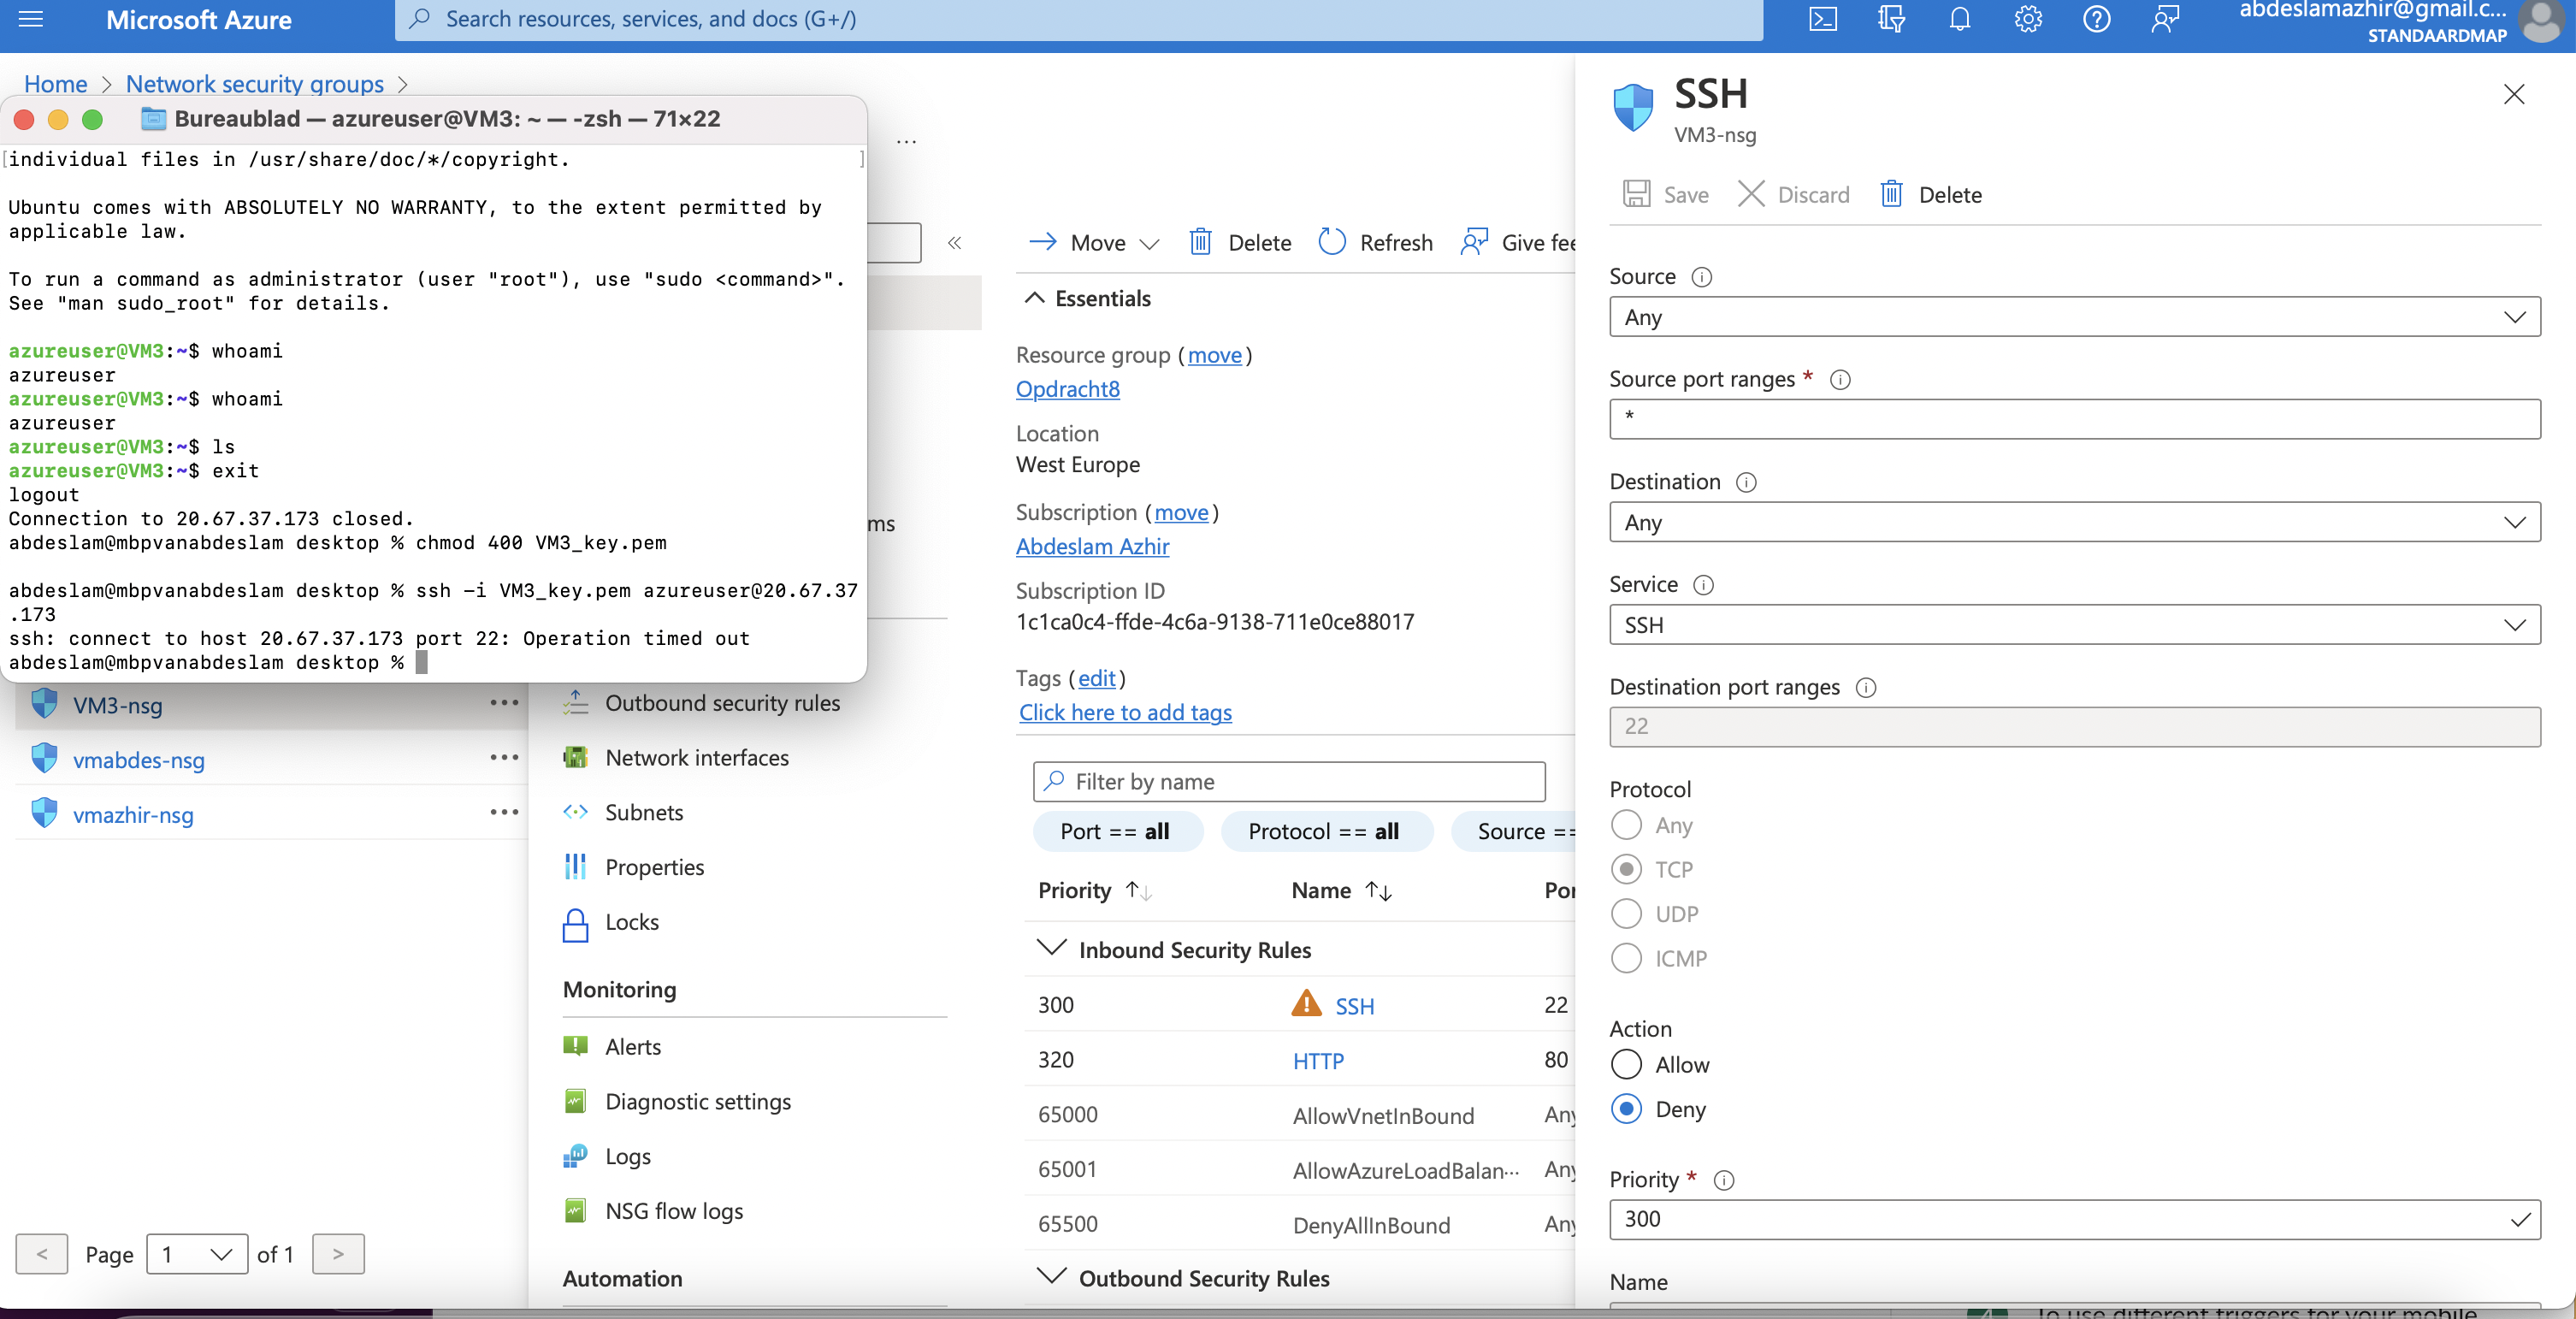 Microsoft Azure
Search resources, services, and docs (G+/)
abdeslamazhir@gmail.c...
STANDAARDMAP
Home > Network security groups >
Bureaublad — azureuser@VM3: ~ — -zsh — 71×22
[individual files in /usr/share/doc/*/copyright. ]
Ubuntu comes with ABSOLUTELY NO WARRANTY, to the extent permitted by
applicable law.
To run a command as administrator (user "root"), use "sudo <command>".
See "man sudo_root" for details.
azureuser@VM3:~$ whoami
azureuser
azureuser@VM3:~$ whoami
azureuser
azureuser@VM3:~$ ls
azureuser@VM3:~$ exit
logout
Connection to 20.67.37.173 closed.
abdeslam@mbpvanabdeslam desktop % chmod 400 VM3_key.pem
abdeslam@mbpvanabdeslam desktop % ssh -i VM3_key.pem azureuser@20.67.37
.173
ssh: connect to host 20.67.37.173 port 22: Operation timed out
abdeslam@mbpvanabdeslam desktop %
VM3-nsg ...
vmabdes-nsg ...
vmazhir-nsg ...
< Page 1 of 1 >
...
«
ms
Outbound security rules
Network interfaces
Subnets
Properties
Locks
Monitoring
Alerts
Diagnostic settings
Logs
NSG flow logs
Automation
Move Delete Refresh Give fee
Essentials
Resource group (move)
Opdracht8
Location
West Europe
Subscription (move)
Abdeslam Azhir
Subscription ID
1c1ca0c4-ffde-4c6a-9138-711e0ce88017
Tags (edit)
Click here to add tags
Filter by name
Port == all Protocol == all Source ==
Priority ↑↓ Name ↑↓ Por
Inbound Security Rules
300 SSH 22
320 HTTP 80
65000 AllowVnetInBound Any
65001 AllowAzureLoadBalan... Any
65500 DenyAllInBound Any
Outbound Security Rules
SSH
VM3-nsg
Save Discard Delete
Source
Any
Source port ranges *
*
Destination
Any
Service
SSH
Destination port ranges
22
Protocol
Any
TCP
UDP
ICMP
Action
Allow
Deny
Priority *
300
Name
To use different triggers for your mobile